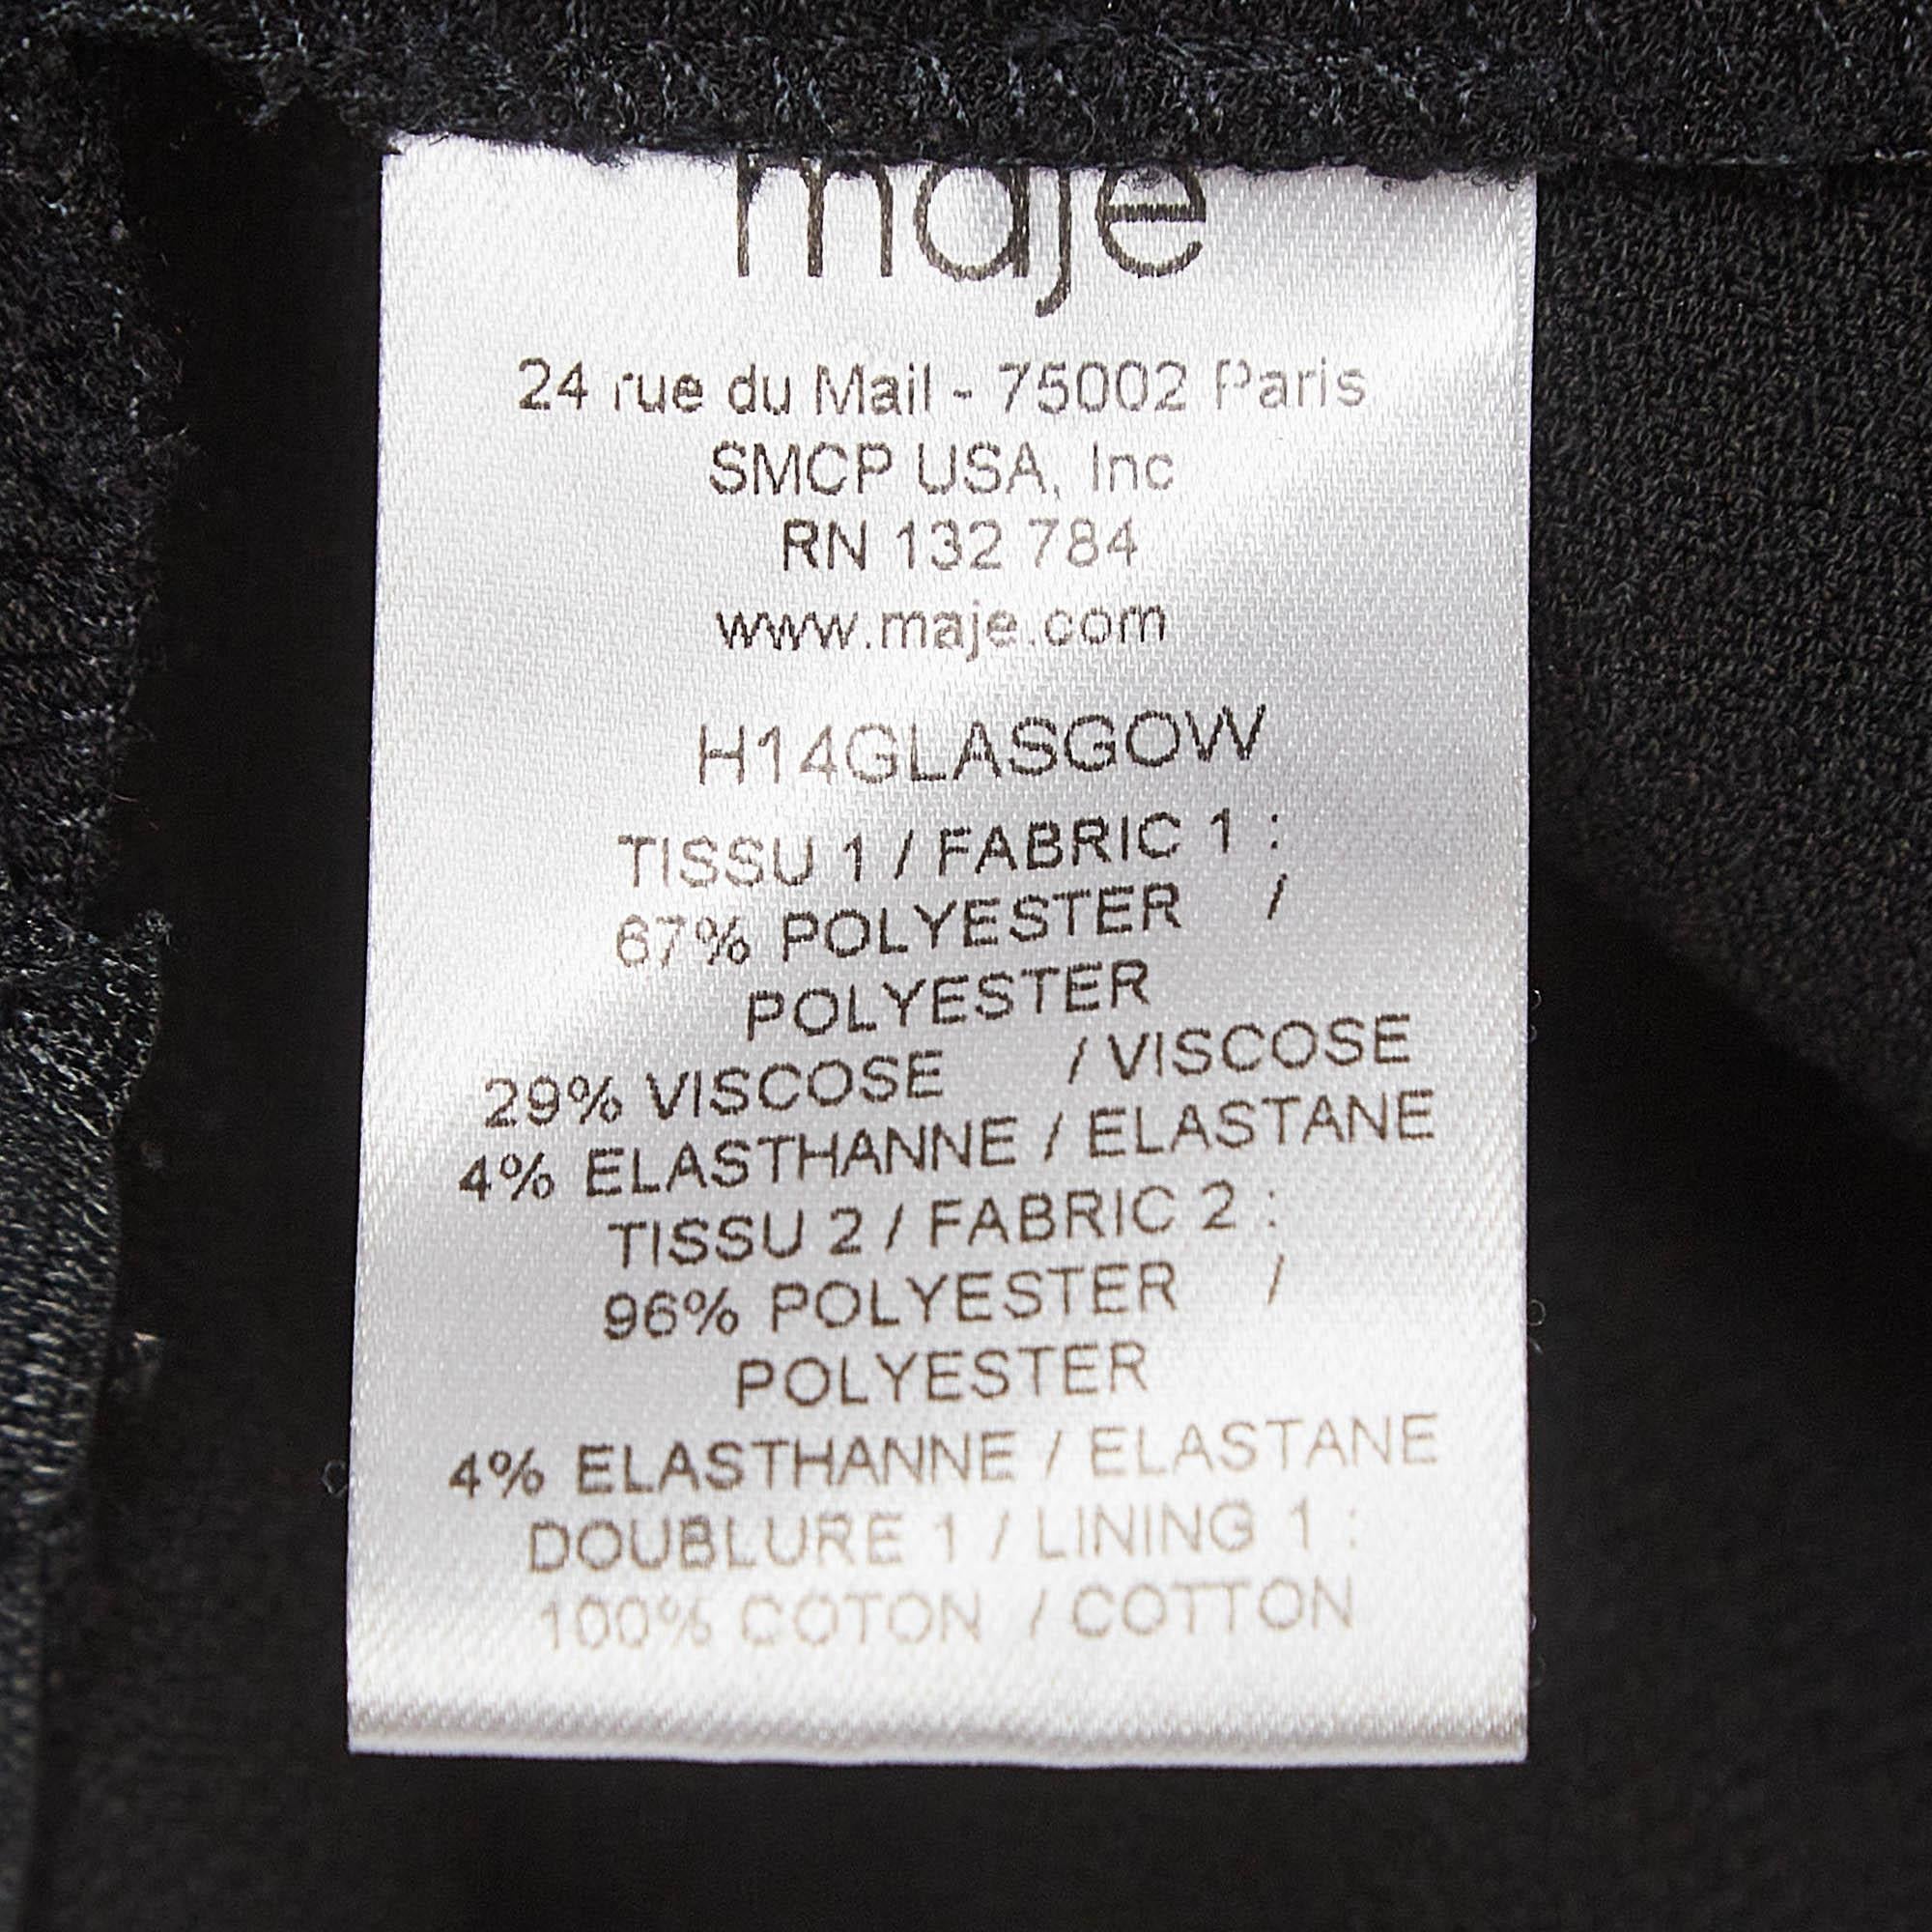 maje
24 rue du Mail - 75002 Paris
SMCP USA, Inc
RN 132 784
www.maje.com
H14GLASGOW
TISSU 1 / FABRIC 1 :
67% POLYESTER /
POLYESTER
29% VISCOSE / VISCOSE
4% ELASTHANNE / ELASTANE
TISSU 2 / FABRIC 2 :
96% POLYESTER /
POLYESTER
4% ELASTHANNE / ELASTANE
DOUBLURE 1 / LINING 1 :
100% COTON / COTTON